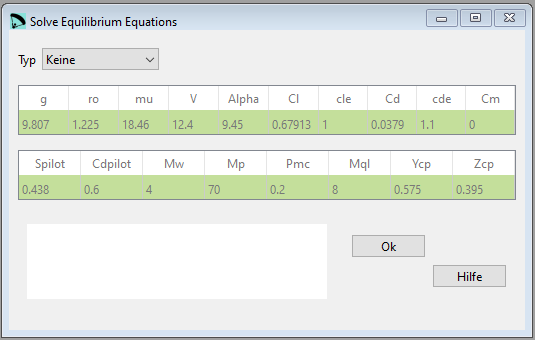 Solve Equilibrium Equations
Typ Keine
g ro mu V Alpha Cl cle Cd cde Cm
9.807 1.225 18.46 12.4 9.45 0.67913 1 0.0379 1.1 0
Spilot Cdpilot Mw Mp Pmc Mql Ycp Zcp
0.438 0.6 4 70 0.2 8 0.575 0.395
Ok
Hilfe